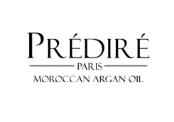 PRÉDIRÉ
PARIS
MOROCCAN ARGAN OIL